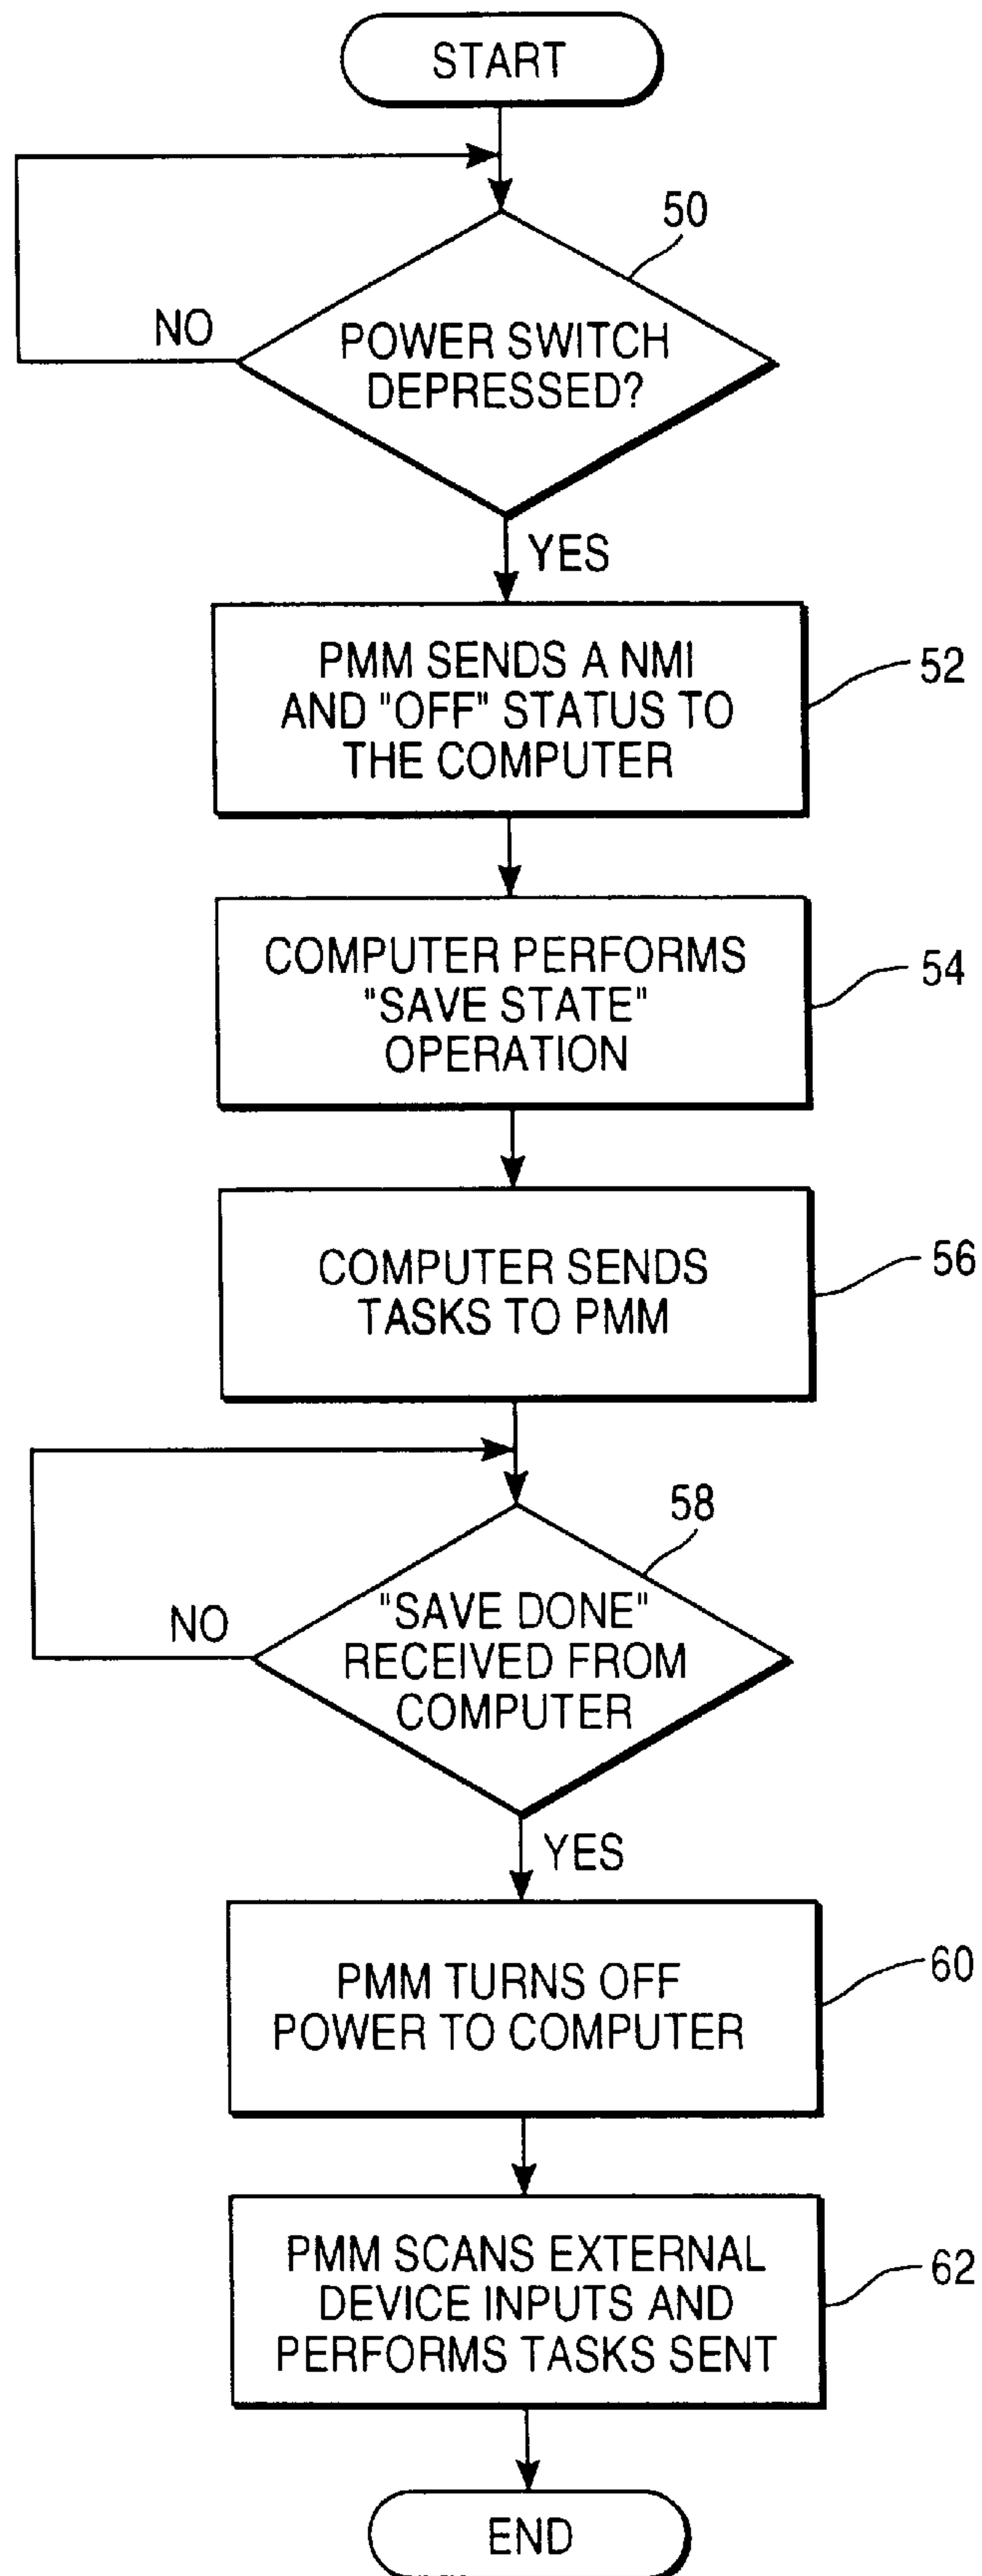 START
50
NO
POWER SWITCH
DEPRESSED?
YES
PMM SENDS A NMI
AND "OFF" STATUS TO
THE COMPUTER
52
COMPUTER PERFORMS
"SAVE STATE"
OPERATION
54
COMPUTER SENDS
TASKS TO PMM
56
58
NO
"SAVE DONE"
RECEIVED FROM
COMPUTER
YES
PMM TURNS OFF
POWER TO COMPUTER
60
PMM SCANS EXTERNAL
DEVICE INPUTS AND
PERFORMS TASKS SENT
62
END